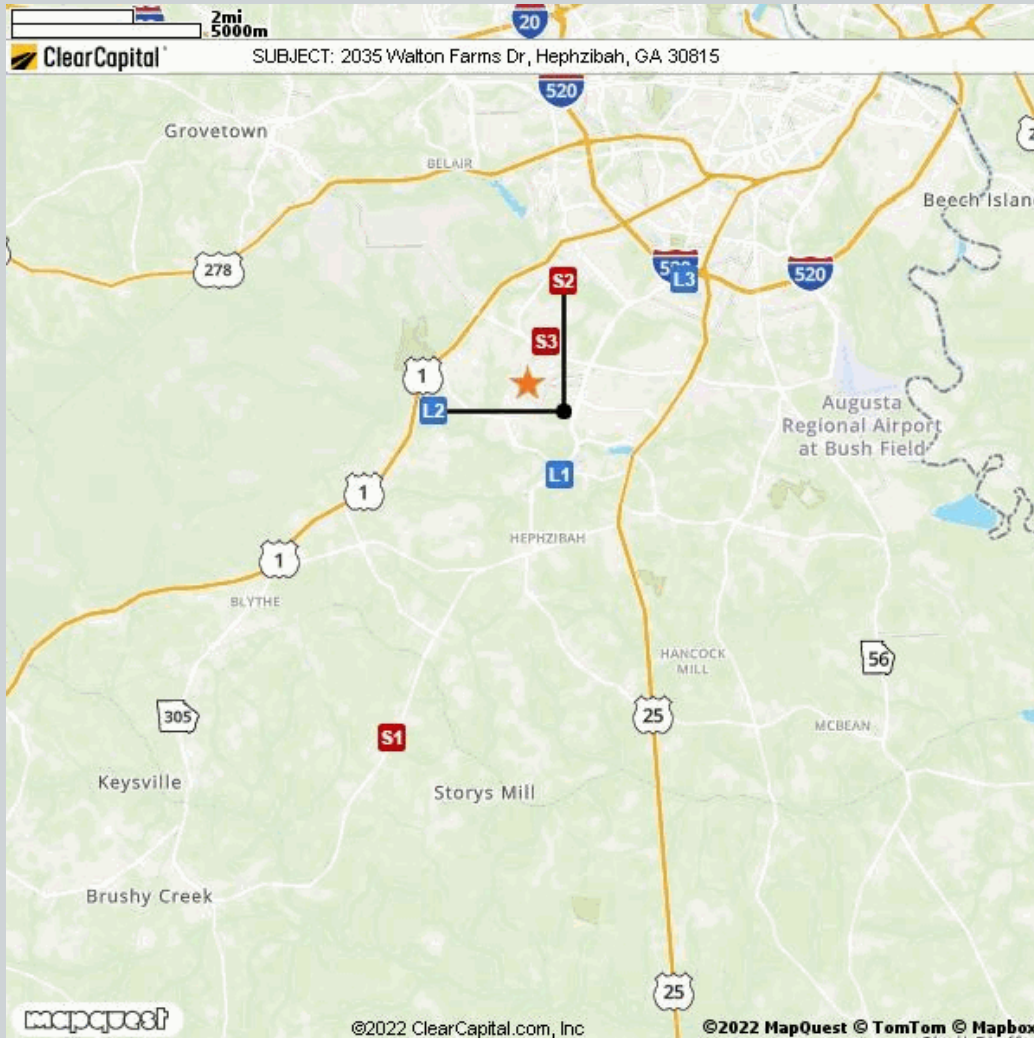 2mi
5000m
20
ClearCapital
SUBJECT: 2035 Walton Farms Dr, Hephzibah, GA 30815
520
Grovetown
BELAIR
Beech Islan
278
520
L3
520
S2
S3
1
L2
Augusta
Regional Airport
at Bush Field
L1
1
HEPHZIBAH
1
BLYTHE
HANCOCK
MILL
56
305
25
MCBEAN
S1
Keysville
Storys Mill
Brushy Creek
25
mapquest
©2022 ClearCapital.com, Inc
©2022 MapQuest © TomTom © Mapbox